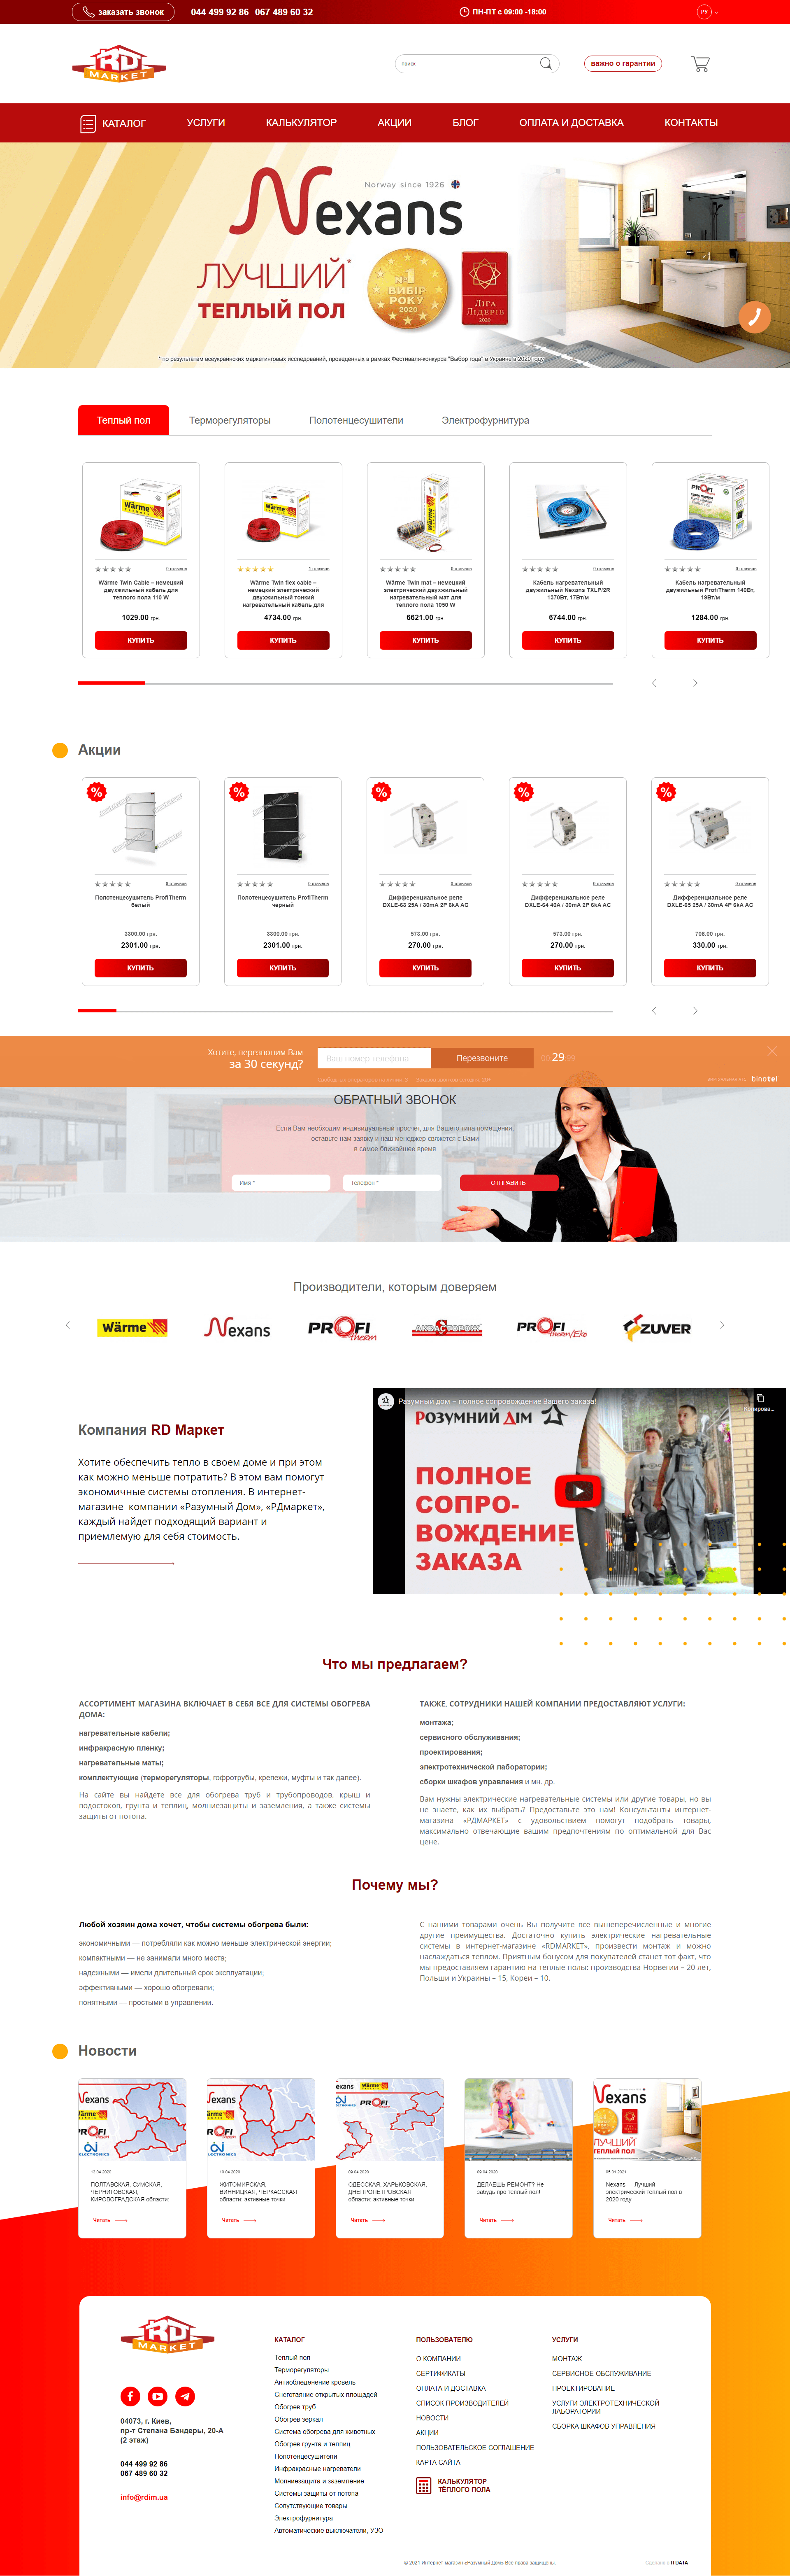 заказать звонок
044 499 92 86 067 489 60 32
ПН-ПТ с 09:00 -18:00
РУ
RD
MARKET
поиск
важно о гарантии
КАТАЛОГ
УСЛУГИ
КАЛЬКУЛЯТОР
АКЦИИ
БЛОГ
ОПЛАТА И ДОСТАВКА
КОНТАКТЫ
Norway since 1926
Nexans
ЛУЧШИЙ*
ТЕПЛЫЙ ПОЛ
№1
ВИБІР
РОКУ
2020
ЛІГА
ЛІДЕРІВ
2020
* по результатам всеукраинских маркетинговых исследований, проведенных в рамках Фестиваля-конкурса "Выбор года" в Украине в 2020 году
Теплый пол
Терморегуляторы
Полотенцесушители
Электрофурнитура
0 отзывов
Warme Twin Cable – немецкий
двухжильный кабель для
теплого пола 110 W
1029.00 грн.
КУПИТЬ
1 отзывов
Warme Twin flex cable –
немецкий электрический
двухжильный тонкий
нагревательный кабель для
4734.00 грн.
КУПИТЬ
0 отзывов
Warme Twin mat – немецкий
электрический двухжильный
нагревательный мат для
теплого пола 1050 W
6621.00 грн.
КУПИТЬ
0 отзывов
Кабель нагревательный
двужильный Nexans TXLP/2R
1370Вт, 17Вт/м
6744.00 грн.
КУПИТЬ
0 отзывов
Кабель нагревательный
двужильный ProfiTherm 140Вт,
19Вт/м
1284.00 грн.
КУПИТЬ
Акции
%
0 отзывов
Полотенцесушитель ProfiTherm
белый
3300.00 грн.
2301.00 грн.
КУПИТЬ
%
0 отзывов
Полотенцесушитель ProfiTherm
черный
3300.00 грн.
2301.00 грн.
КУПИТЬ
%
0 отзывов
Дифференциальное реле
DXLE-63 25A / 30mA 2P 6kA AC
573.00 грн.
270.00 грн.
КУПИТЬ
%
0 отзывов
Дифференциальное реле
DXLE-64 40A / 30mA 2P 6kA AC
573.00 грн.
270.00 грн.
КУПИТЬ
%
0 отзывов
Дифференциальное реле
DXLE-65 25A / 30mA 4P 6kA AC
708.00 грн.
330.00 грн.
КУПИТЬ
Хотите, перезвоним Вам
за 30 секунд?
Ваш номер телефона
Перезвоните
29
binotel
ОБРАТНЫЙ ЗВОНОК
Если Вам необходим индивидуальный просчет, для Вашего типа помещения,
оставьте нам заявку и наш менеджер свяжится с Вами
в самое ближайшее время
Имя *
Телефон *
ОТПРАВИТЬ
Производители, которым доверяем
Wärme
Nexans
PROFI therm
АКВАСТОРОЖ
PROFI therm/Eko
ZUVER
Компания RD Маркет
Хотите обеспечить тепло в своем доме и при этом
как можно меньше потратить? В этом вам помогут
экономичные системы отопления. В интернет-
магазине компании «Разумный Дом», «РДмаркет»,
каждый найдет подходящий вариант и
приемлемую для себя стоимость.
Разумный дом – полное сопровождение Вашего заказа!
Копирова...
РОЗУМНИЙ ДІМ
ПОЛНОЕ
СОПРО-
ВОЖДЕНИЕ
ЗАКАЗА
Что мы предлагаем?
АССОРТИМЕНТ МАГАЗИНА ВКЛЮЧАЕТ В СЕБЯ ВСЕ ДЛЯ СИСТЕМЫ ОБОГРЕВА
ДОМА:
нагревательные кабели;
инфракрасную пленку;
нагревательные маты;
комплектующие (терморегуляторы, гофротрубы, крепежи, муфты и так далее).
На сайте вы найдете все для обогрева труб и трубопроводов, крыш и
водостоков, грунта и теплиц, молниезащиты и заземления, а также системы
защиты от потопа.
ТАКЖЕ, СОТРУДНИКИ НАШЕЙ КОМПАНИИ ПРЕДОСТАВЛЯЮТ УСЛУГИ:
монтажа;
сервисного обслуживания;
проектирования;
электротехнической лаборатории;
сборки шкафов управления и мн. др.
Вам нужны электрические нагревательные системы или другие товары, но вы
не знаете, как их выбрать? Предоставьте это нам! Консультанты интернет-
магазина «РДМАРКЕТ» с удовольствием помогут подобрать товары,
максимально отвечающие вашим предпочтениям по оптимальной для Вас
цене.
Почему мы?
Любой хозяин дома хочет, чтобы системы обогрева были:
экономичными — потребляли как можно меньше электрической энергии;
компактными — не занимали много места;
надежными — имели длительный срок эксплуатации;
эффективными — хорошо обогревали;
понятными — простыми в управлении.
С нашими товарами очень Вы получите все вышеперечисленные и многие
другие преимущества. Достаточно купить электрические нагревательные
системы в интернет-магазине «RDMARKET», произвести монтаж и можно
наслаждаться теплом. Приятным бонусом для покупателей станет тот факт, что
мы предоставляем гарантию на теплые полы: производства Норвегии – 20 лет,
Польши и Украины – 15, Кореи – 10.
Новости
10.04.2020
ПОЛТАВСКАЯ, СУМСКАЯ,
ЧЕРНИГОВСКАЯ,
КИРОВОГРАДСКАЯ области:
Читать
10.04.2020
ЖИТОМИРСКАЯ,
ВИННИЦКАЯ, ЧЕРКАССКАЯ
области: активные точки
Читать
09.04.2020
ОДЕССКАЯ, ХАРЬКОВСКАЯ,
ДНЕПРОПЕТРОВСКАЯ
области: активные точки
Читать
09.04.2020
ДЕЛАЕШЬ РЕМОНТ? Не
забудь про теплый пол!
Читать
05.01.2021
Nexans — Лучший
электрический теплый пол в
2020 году
Читать
RD
MARKET
04073, г. Киев,
пр-т Степана Бандеры, 20-А
(2 этаж)
044 499 92 86
067 489 60 32
info@rdim.ua
КАТАЛОГ
Теплый пол
Терморегуляторы
Антиобледенение кровель
Снеготаяние открытых площадей
Обогрев труб
Обогрев зеркал
Система обогрева для животных
Обогрев грунта и теплиц
Полотенцесушители
Инфракрасные нагреватели
Молниезащита и заземление
Системы защиты от потопа
Сопутствующие товары
Электрофурнитура
Автоматические выключатели, УЗО
ПОЛЬЗОВАТЕЛЮ
О КОМПАНИИ
СЕРТИФИКАТЫ
ОПЛАТА И ДОСТАВКА
СПИСОК ПРОИЗВОДИТЕЛЕЙ
НОВОСТИ
АКЦИИ
ПОЛЬЗОВАТЕЛЬСКОЕ СОГЛАШЕНИЕ
КАРТА САЙТА
КАЛЬКУЛЯТОР
ТЁПЛОГО ПОЛА
УСЛУГИ
МОНТАЖ
СЕРВИСНОЕ ОБСЛУЖИВАНИЕ
ПРОЕКТИРОВАНИЕ
УСЛУГИ ЭЛЕКТРОТЕХНИЧЕСКОЙ
ЛАБОРАТОРИИ
СБОРКА ШКАФОВ УПРАВЛЕНИЯ
© 2021 Интернет-магазин «Разумный Дом» Все права защищены.
Сделано в ITDATA